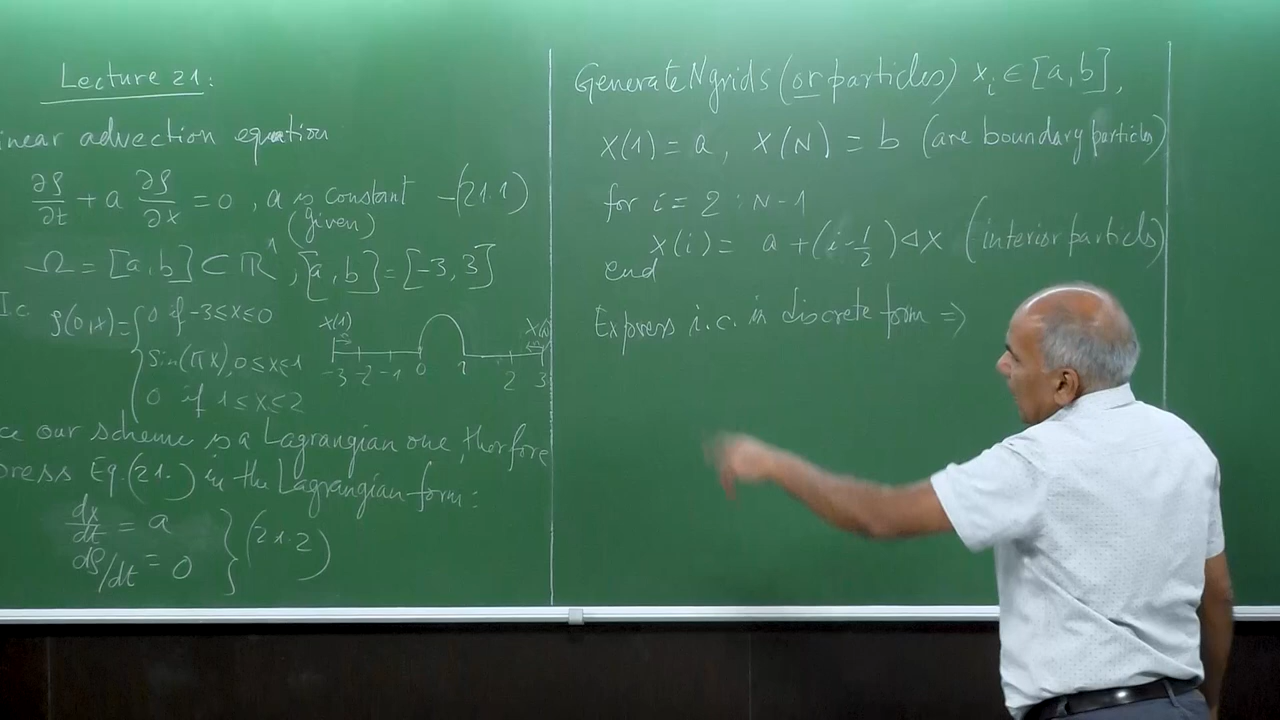 Lecture 21:
inear advection equation
∂ρ/∂t + a ∂ρ/∂x = 0, a is constant -(21.1)
(given)
Ω = [a,b] ⊂ ℝ¹, [a,b] = [-3,3]
I.c ρ(0,x) = { 0 if -3≤x≤0
sin(πx), 0≤x≤1
0 if 1≤x≤2
x(1)
-3 -2 -1 0 1 2 3
ce our scheme is a Lagrangian one, therfore
press Eq.(21.) in the Lagrangian form:
dx/dt = a
dρ/dt = 0 } (21.2)
Generate N grids (or particles) x_i ∈ [a,b],
x(1) = a, x(N) = b (are boundary particles)
for i = 2 : N-1
x(i) = a + (i-1/2) ⊲x (interior particls)
end
Express i.c. in discrete form ⇒